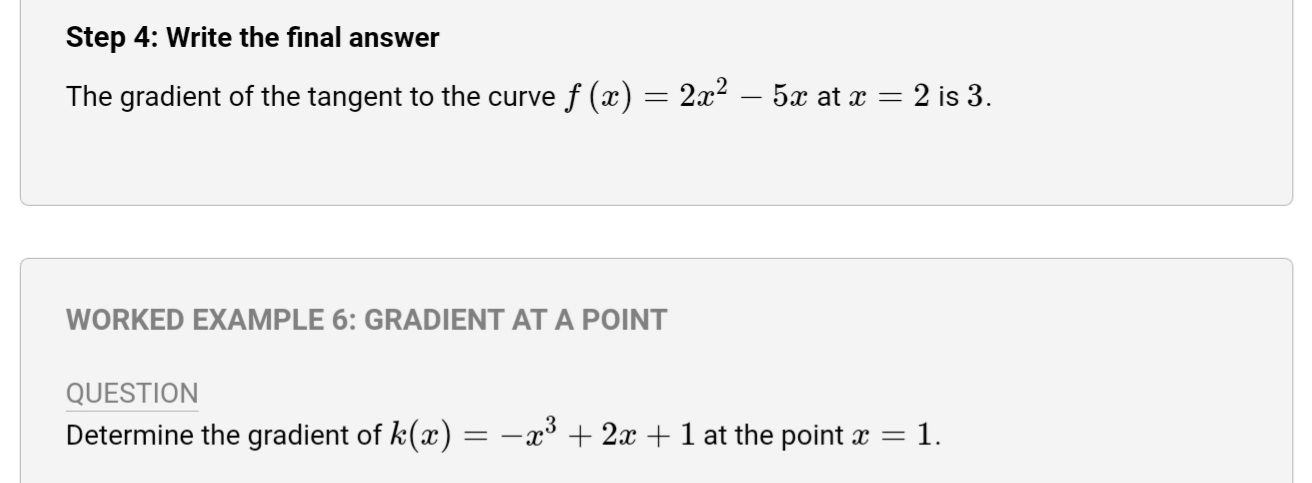 Step 4: Write the final answer
The gradient of the tangent to the curve f (x) = 2x² − 5x at x = 2 is 3.
WORKED EXAMPLE 6: GRADIENT AT A POINT
QUESTION
Determine the gradient of k(x) = −x³ + 2x + 1 at the point x = 1.